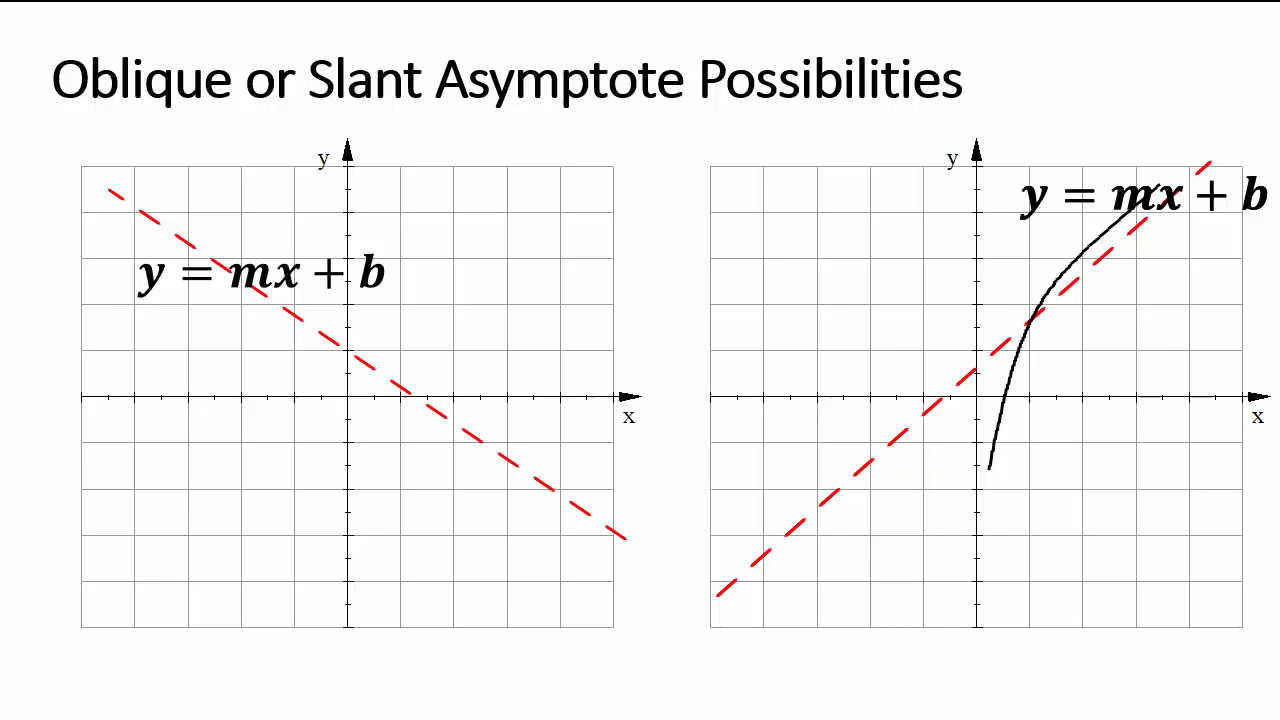 Oblique or Slant Asymptote Possibilities
y
y
y = mx + b
y = mx + b
x
x